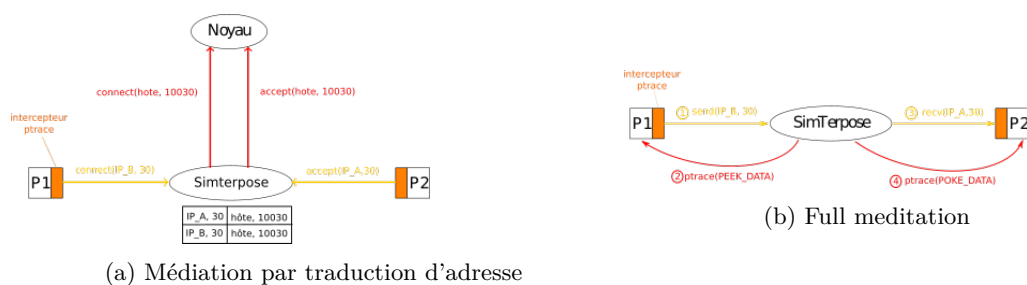 Noyau
connect(hote, 10030)
accept(hote, 10030)
intercepteur
ptrace
P1
connect(IP_B, 30)
Simterpose
accept(IP_A,30)
P2
IP_A, 30 hôte, 10030
IP_B, 30 hôte, 10030
(a) Médiation par traduction d'adresse
intercepteur
ptrace
P1
1 send(IP_B, 30)
SimTerpose
3 recv(IP_A,30)
P2
2 ptrace(PEEK_DATA)
4 ptrace(POKE_DATA)
(b) Full meditation